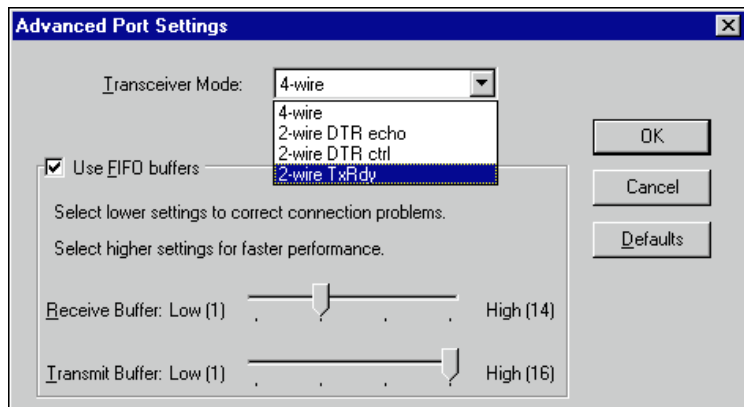 Advanced Port Settings
Transceiver Mode: 4-wire
4-wire
2-wire DTR echo
2-wire DTR ctrl
2-wire TxRdy
OK
Cancel
Defaults
Use FIFO buffers
Select lower settings to correct connection problems.
Select higher settings for faster performance.
Receive Buffer: Low (1) High (14)
Transmit Buffer: Low (1) High (16)